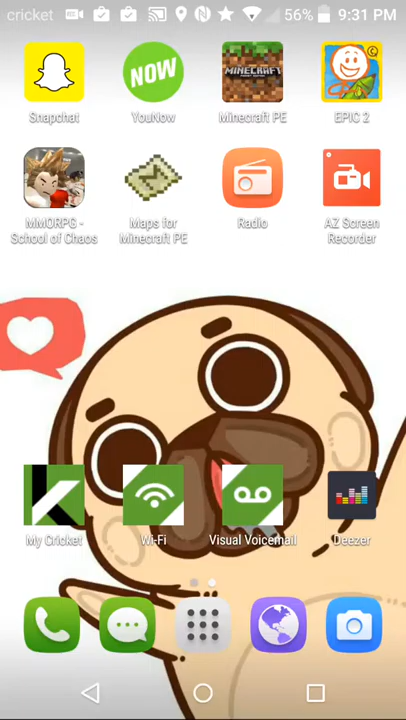 cricket 56% 9:31 PM
NOW
MINECRAFT
Snapchat YouNow Minecraft PE EPIC 2
MMORPG - School of Chaos Maps for Minecraft PE Radio AZ Screen Recorder
My Cricket Wi-Fi Visual Voicemail Deezer